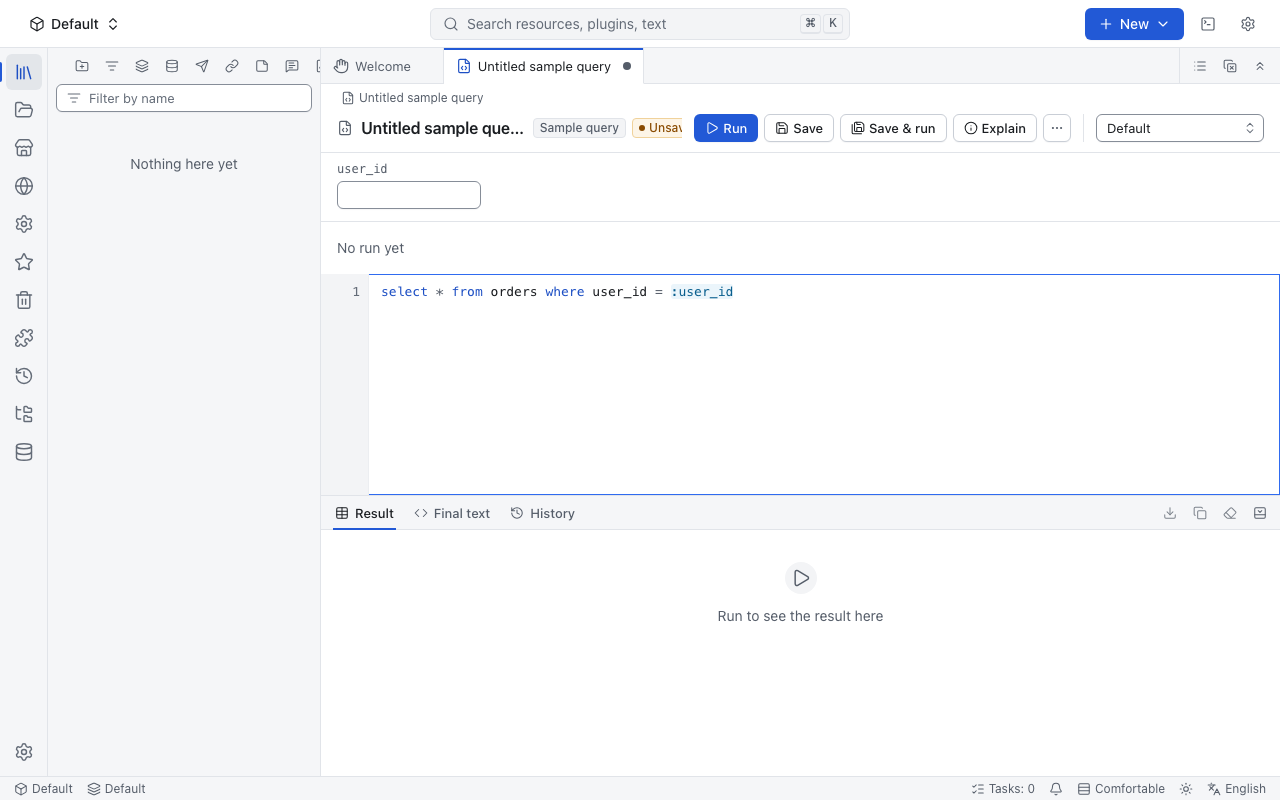 Default
Search resources, plugins, text
⌘ K
New
Filter by name
Nothing here yet
Welcome
Untitled sample query
Untitled sample query
Untitled sample que...
Sample query
Unsav
Run
Save
Save & run
Explain
Default
user_id
No run yet
1
select * from orders where user_id = :user_id
Result
Final text
History
Run to see the result here
Default
Default
Tasks: 0
Comfortable
English